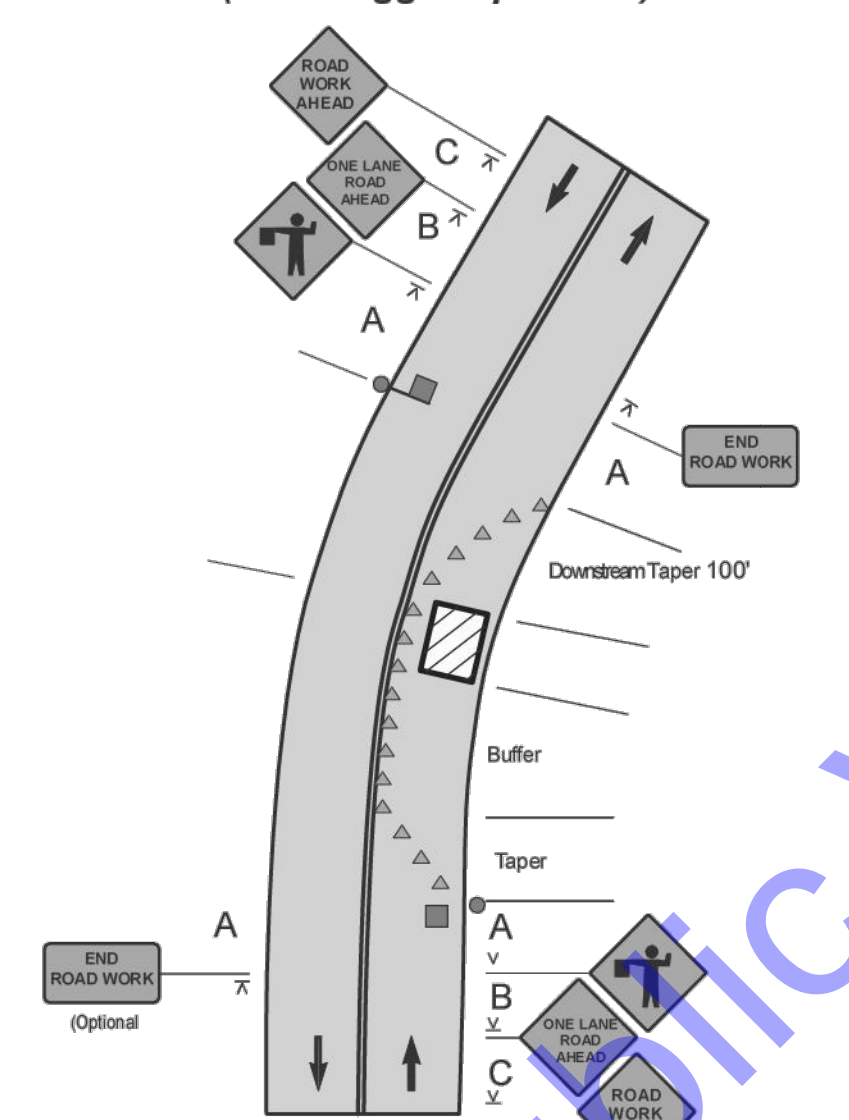 ROAD
WORK
AHEAD
C
ONE LANE
ROAD
AHEAD
B
A
END
ROAD WORK
A
Downstream Taper 100'
Buffer
Taper
A
A
END
ROAD WORK
(Optional
B
ONE LANE
ROAD
AHEAD
C
ROAD
WORK
blic